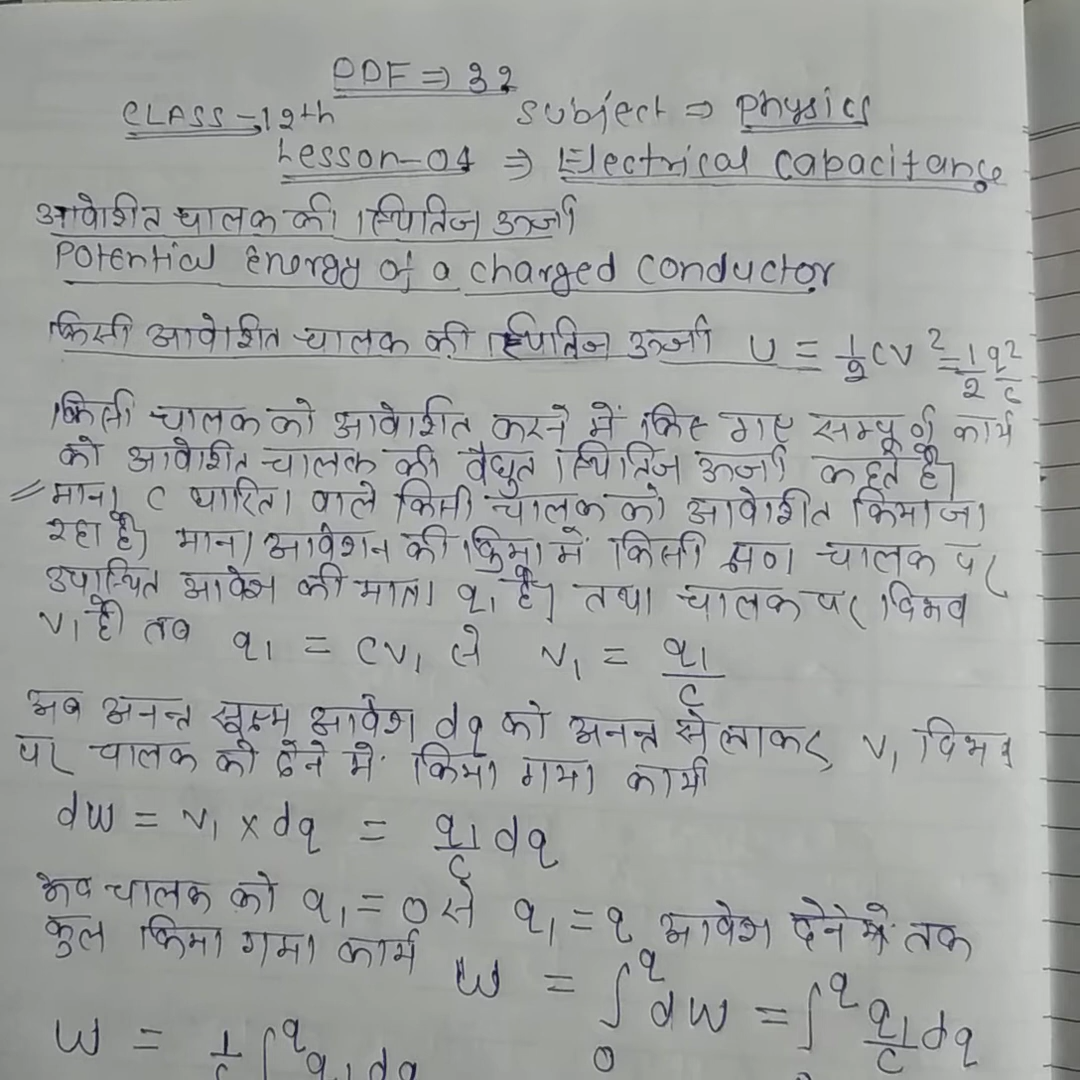 PDF ⇒ 32
CLASS-12th Subject ⇒ Physics
Lesson-04 ⇒ Electrical Capacitance
आवेशित चालक की स्थितिज ऊर्जा
Potential Energy of a charged conductor
किसी आवेशित चालक की स्थितिज ऊर्जा U = 1/2 CV² = 1/2 q²/C
किसी चालक को आवेशित करने में किए गए सम्पूर्ण कार्य
को आवेशित चालक की वैद्युत स्थितिज ऊर्जा कहते हैं।
माना C धारिता वाले किसी चालक को आवेशित किया जा
रहा है। माना आवेशन की क्रिया में किसी क्षण चालक पर
उपस्थित आवेश की मात्रा q₁ है। तथा चालक पर विभव
V₁ है। तब q₁ = CV₁ से V₁ = q₁/C
अब अनन्त सूक्ष्म आवेश dq को अनन्त से लाकर, V₁ विभव
पर चालक को देने में किया गया कार्य
dW = V₁ × dq = q₁/C dq
अब चालक को q₁ = 0 से q₁ = q आवेश देने में तक
कुल किया गया कार्य W = ∫₀^q dW = ∫₀^q q₁/C dq
W = 1/C ∫^q q₁ dq